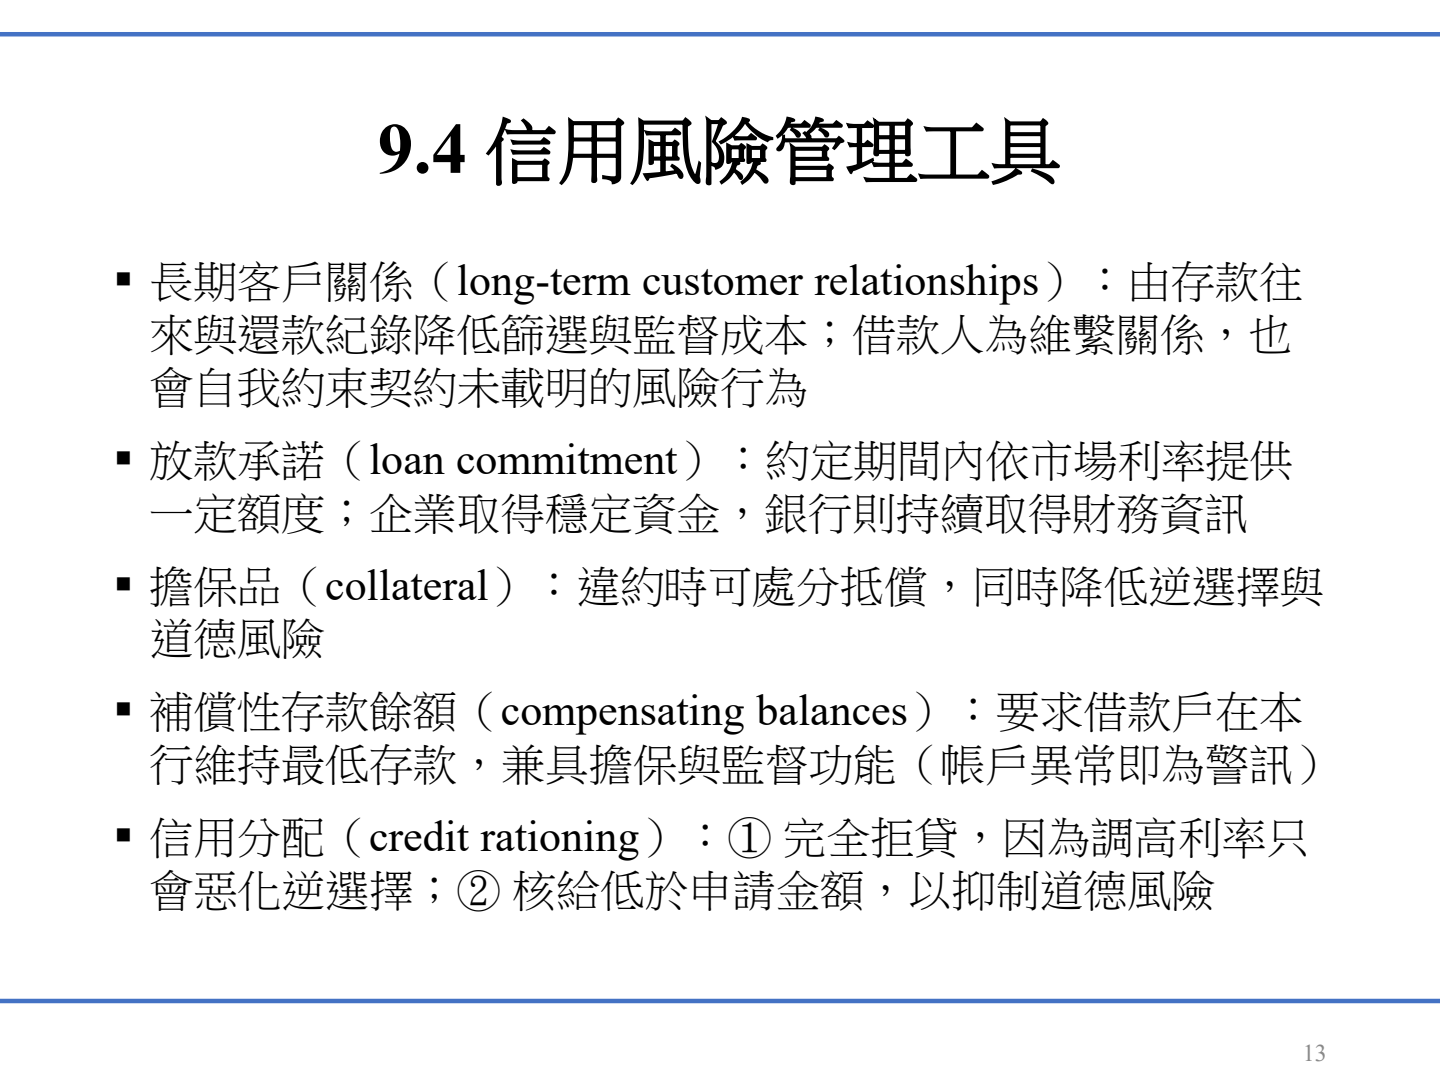 9.4 信用風險管理工具
▪ 長期客戶關係（long-term customer relationships）：由存款往
來與還款紀錄降低篩選與監督成本；借款人為維繫關係，也
會自我約束契約未載明的風險行為
▪ 放款承諾（loan commitment）：約定期間內依市場利率提供
一定額度；企業取得穩定資金，銀行則持續取得財務資訊
▪ 擔保品（collateral）：違約時可處分抵償，同時降低逆選擇與
道德風險
▪ 補償性存款餘額（compensating balances）：要求借款戶在本
行維持最低存款，兼具擔保與監督功能（帳戶異常即為警訊）
▪ 信用分配（credit rationing）：① 完全拒貸，因為調高利率只
會惡化逆選擇；② 核給低於申請金額，以抑制道德風險
13